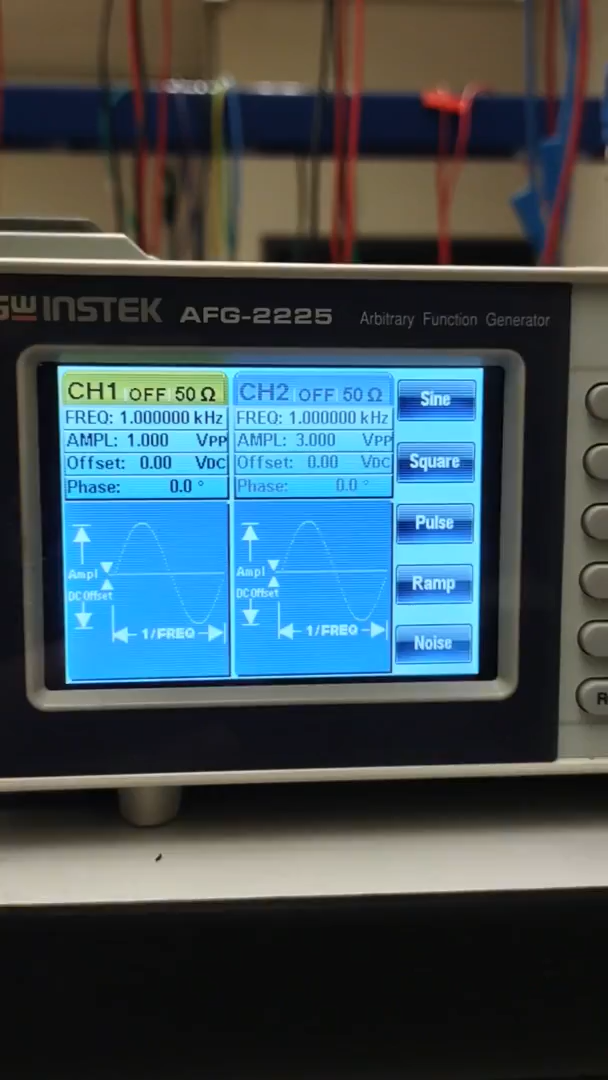 GWINSTEK AFG-2225 Arbitrary Function Generator
CH1 OFF 50 Ω
FREQ: 1.000000 kHz
AMPL: 1.000 VPP
Offset: 0.00 VDC
Phase: 0.0 °
Ampl
DC Offset
1/FREQ
CH2 OFF 50 Ω
FREQ: 1.000000 kHz
AMPL: 3.000 VPP
Offset: 0.00 VDC
Phase: 0.0 °
Ampl
DC Offset
1/FREQ
Sine
Square
Pulse
Ramp
Noise